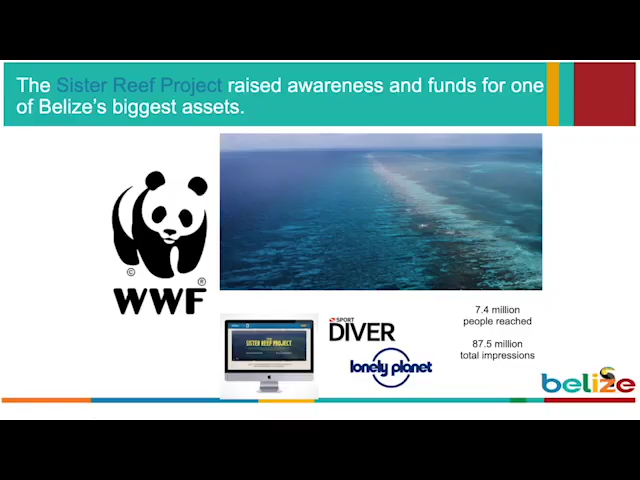 The Sister Reef Project raised awareness and funds for one
of Belize's biggest assets.
©
®
WWF
SISTER REEF PROJECT
SPORT
DIVER
lonely planet
7.4 million
people reached
87.5 million
total impressions
belize